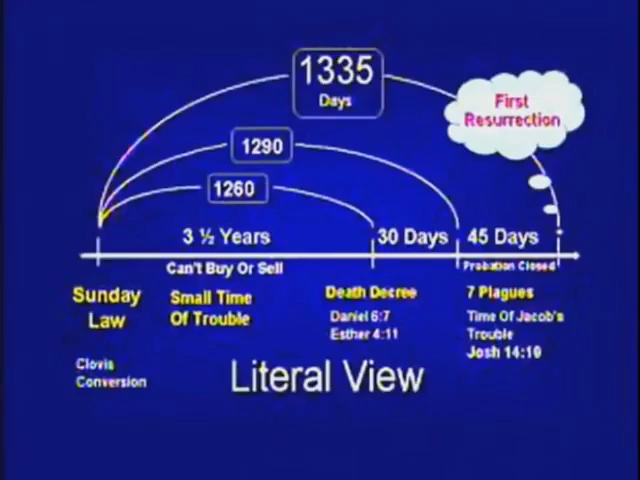 1335
Days
First
Resurrection
1290
1260
3 ½ Years
30 Days
45 Days
Can't Buy Or Sell
Probation Closed
Sunday
Law
Small Time
Of Trouble
Death Decree
Daniel 6:7
Esther 4:11
7 Plagues
Time Of Jacob's
Trouble
Josh 14:10
Clovis
Conversion
Literal View